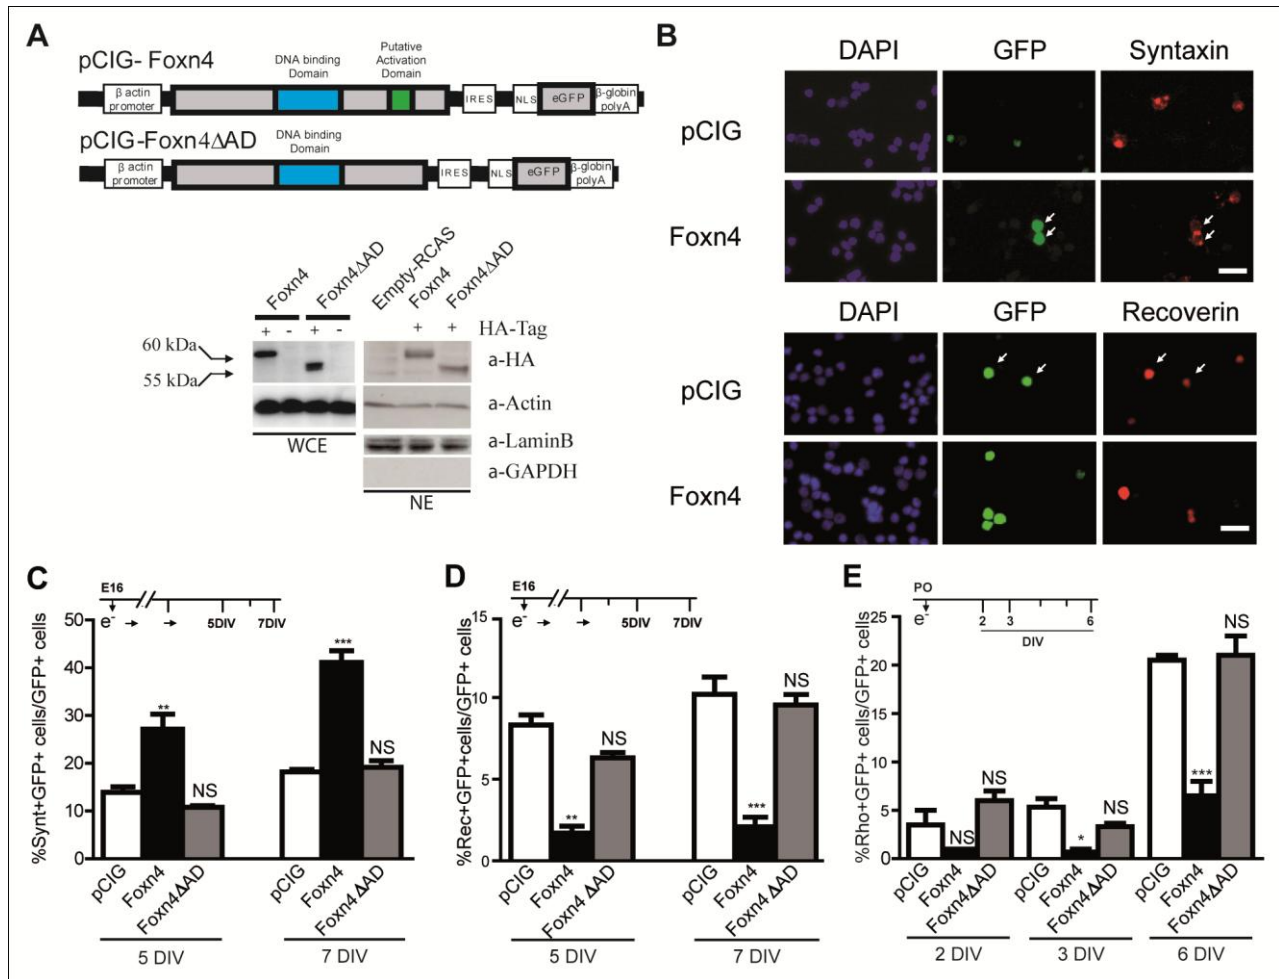 A
pCIG- Foxn4
DNA binding
Domain
Putative
Activation
Domain
β actin
promoter
IRES
NLS
eGFP
β-globin
polyA
pCIG-Foxn4ΔAD
DNA binding
Domain
β actin
promoter
IRES
NLS
eGFP
β-globin
polyA
Foxn4
Foxn4ΔAD
Empty-RCAS
Foxn4
Foxn4ΔAD
+ - + - + + HA-Tag
60 kDa
55 kDa
a-HA
a-Actin
WCE
a-LaminB
a-GAPDH
NE
B
DAPI GFP Syntaxin
pCIG
Foxn4
DAPI GFP Recoverin
pCIG
Foxn4
C
E16
e-
5DIV 7DIV
%Synt+GFP+ cells/GFP+ cells
50
40
30
20
10
0
**
NS
***
NS
pCIG Foxn4 Foxn4ΔAD pCIG Foxn4 Foxn4ΔAD
5 DIV 7 DIV
D
E16
e-
5DIV 7DIV
%Rec+GFP+cells/GFP+ cells
15
10
5
0
**
NS
***
NS
pCIG Foxn4 Foxn4ΔAD pCIG Foxn4 Foxn4ΔAD
5 DIV 7 DIV
E
PO
e-
2 3 6
DIV
%Rho+GFP+ cells/GFP+ cells
25
20
15
10
5
0
NS
NS
*
NS
***
NS
pCIG Foxn4 Foxn4ΔAD pCIG Foxn4 Foxn4ΔAD pCIG Foxn4 Foxn4ΔAD
2 DIV 3 DIV 6 DIV